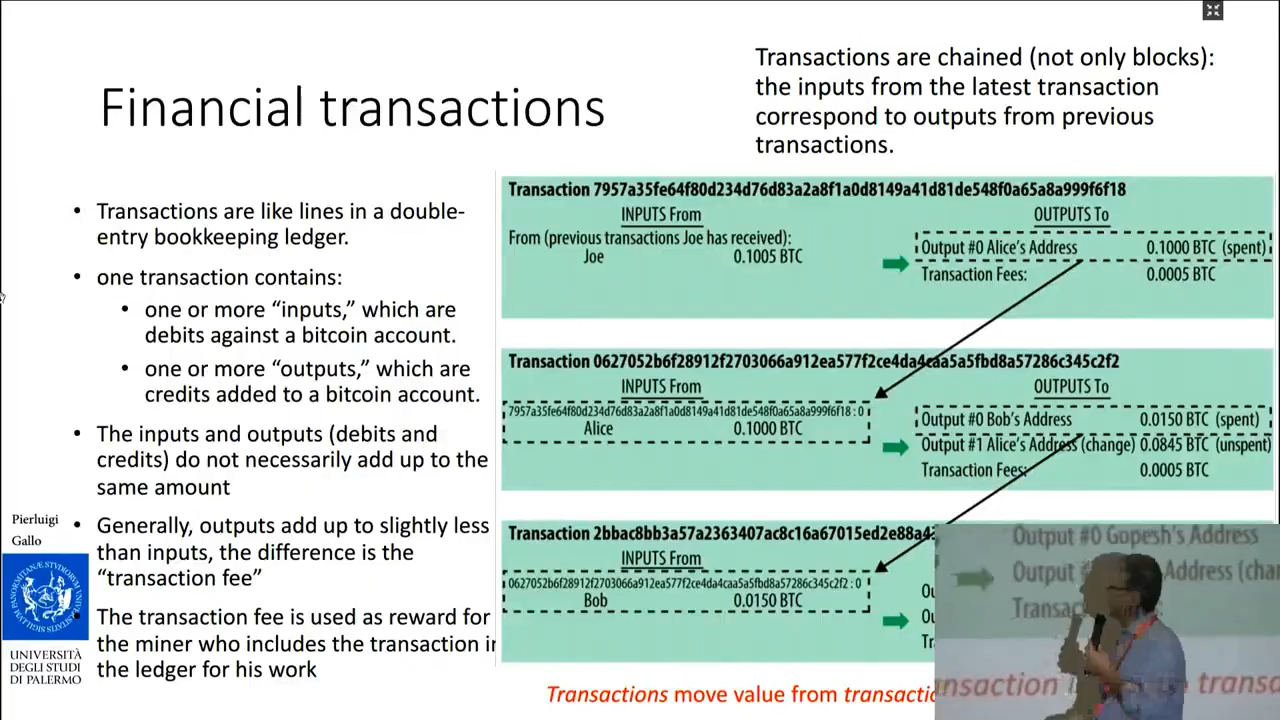 Financial transactions
Transactions are chained (not only blocks):
the inputs from the latest transaction
correspond to outputs from previous
transactions.
• Transactions are like lines in a double-
entry bookkeeping ledger.
• one transaction contains:
• one or more “inputs,” which are
debits against a bitcoin account.
• one or more “outputs,” which are
credits added to a bitcoin account.
• The inputs and outputs (debits and
credits) do not necessarily add up to the
same amount
• Generally, outputs add up to slightly less
than inputs, the difference is the
“transaction fee”
The transaction fee is used as reward for
the miner who includes the transaction in
the ledger for his work
Pierluigi
Gallo
UNIVERSITÀ
DEGLI STUDI
DI PALERMO
Transaction 7957a35fe64f80d234d76d83a2a8f1a0d8149a41d81de548f0a65a8a999f6f18
INPUTS From
OUTPUTS To
From (previous transactions Joe has received):
Joe 0.1005 BTC
Output #0 Alice’s Address 0.1000 BTC (spent)
Transaction Fees: 0.0005 BTC
Transaction 0627052b6f28912f2703066a912ea577f2ce4da4caa5a5fbd8a57286c345c2f2
INPUTS From
OUTPUTS To
7957a35fe64f80d234d76d83a2a8f1a0d8149a41d81de548f0a65a8a999f6f18 : 0
Alice 0.1000 BTC
Output #0 Bob’s Address 0.0150 BTC (spent)
Output #1 Alice’s Address (change) 0.0845 BTC (unspent)
Transaction Fees: 0.0005 BTC
Transaction 2bbac8bb3a57a2363407ac8c16a67015ed2e88a4
INPUTS From
0627052b6f28912f2703066a912ea577f2ce4da4caa5a5fbd8a57286c345c2f2 : 0
Bob 0.0150 BTC
Output #0 Gopesh's Address
Output # Address (cha
Transac
Transactions move value from transactio
nsaction transa